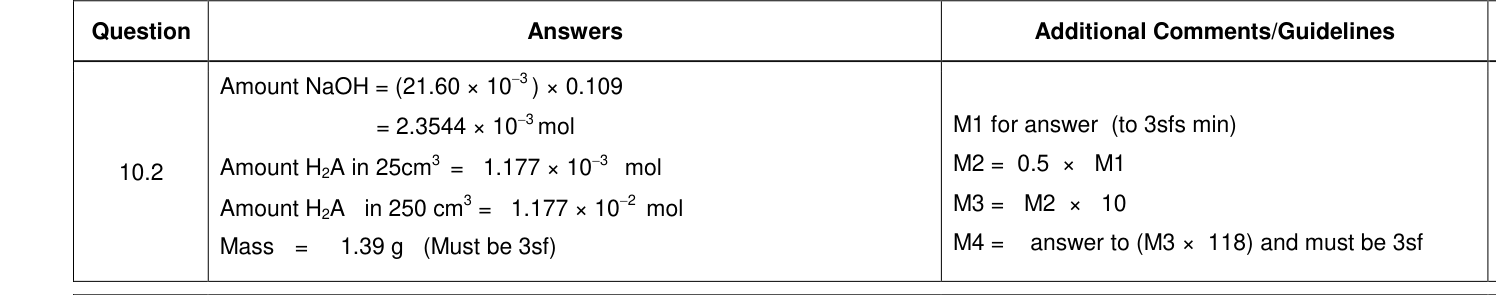 Question Answers Additional Comments/Guidelines
10.2
Amount NaOH = (21.60 × 10⁻³ ) × 0.109
= 2.3544 × 10⁻³ mol
Amount H₂A in 25cm³ = 1.177 × 10⁻³ mol
Amount H₂A in 250 cm³ = 1.177 × 10⁻² mol
Mass = 1.39 g (Must be 3sf)
M1 for answer (to 3sfs min)
M2 = 0.5 × M1
M3 = M2 × 10
M4 = answer to (M3 × 118) and must be 3sf